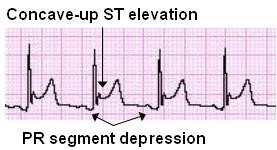 Concave-up ST elevation
PR segment depression